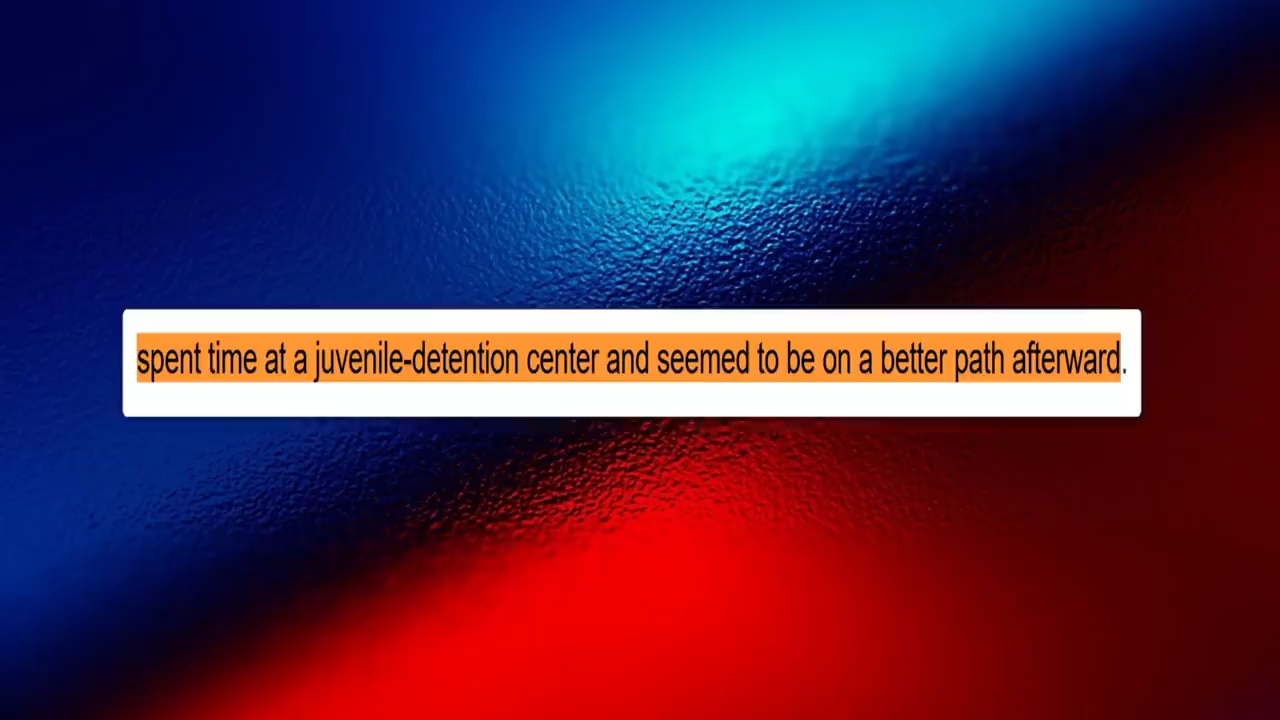 spent time at a juvenile-detention center and seemed to be on a better path afterward.